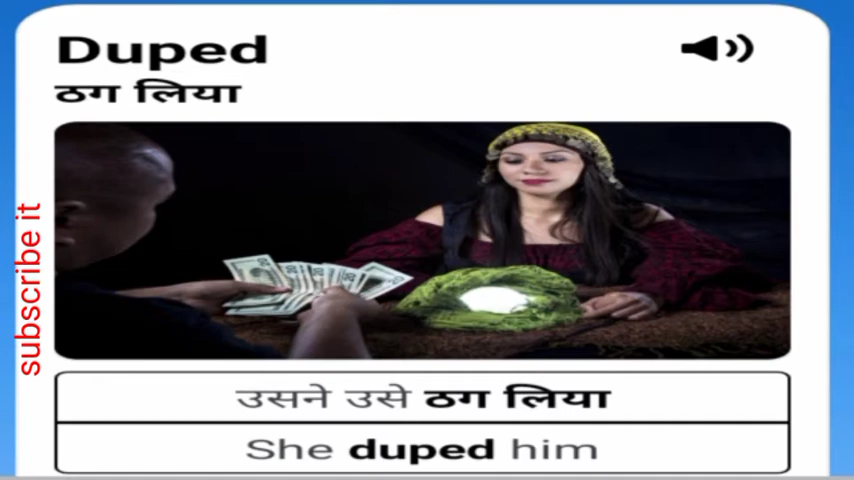 Duped
ठग लिया
subscribe it
उसने उसे ठग लिया
She duped him